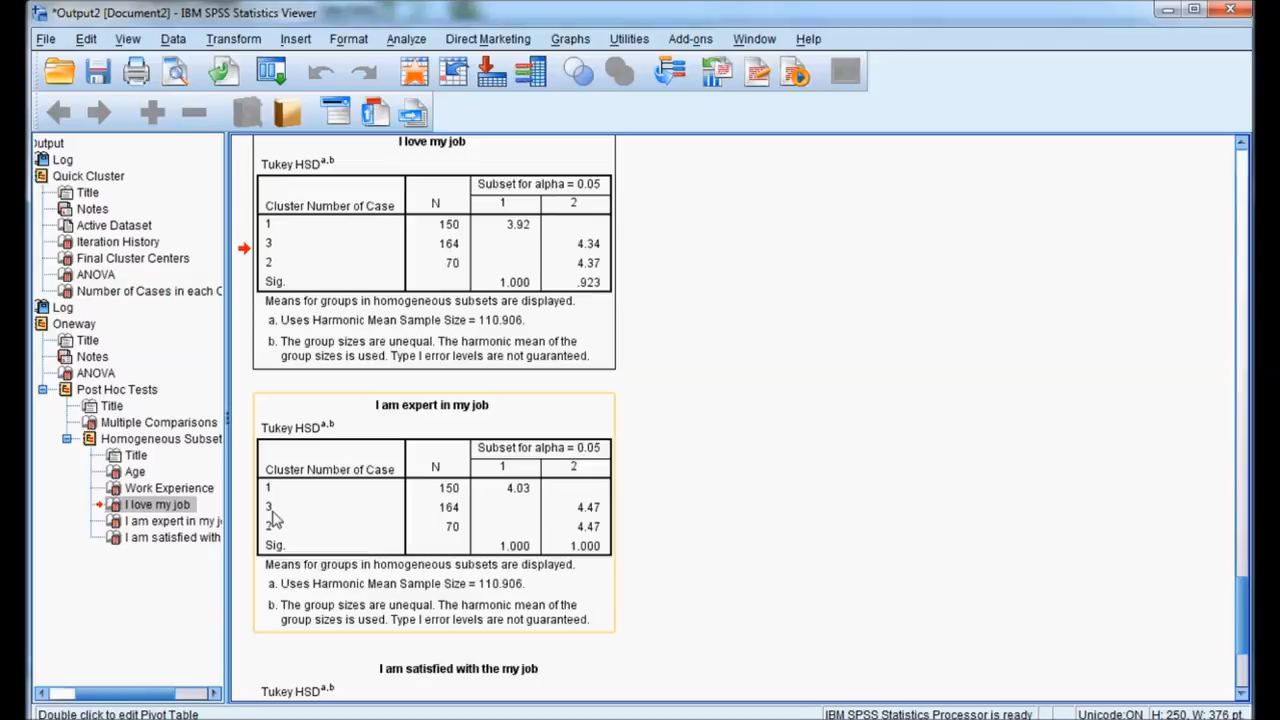 *Output2 [Document2] - IBM SPSS Statistics Viewer
File Edit View Data Transform Insert Format Analyze Direct Marketing Graphs Utilities Add-ons Window Help
Output
Log
Quick Cluster
Title
Notes
Active Dataset
Iteration History
Final Cluster Centers
ANOVA
Number of Cases in each C
Log
Oneway
Title
Notes
ANOVA
Post Hoc Tests
Title
Multiple Comparisons
Homogeneous Subset
Title
Age
Work Experience
I love my job
I am expert in my j
I am satisfied with
I love my job
Tukey HSDa,b
Subset for alpha = 0.05
Cluster Number of Case N 1 2
1 150 3.92
3 164 4.34
2 70 4.37
Sig. 1.000 .923
Means for groups in homogeneous subsets are displayed.
a. Uses Harmonic Mean Sample Size = 110.906.
b. The group sizes are unequal. The harmonic mean of the
group sizes is used. Type I error levels are not guaranteed.
I am expert in my job
Tukey HSDa,b
Subset for alpha = 0.05
Cluster Number of Case N 1 2
1 150 4.03
3 164 4.47
2 70 4.47
Sig. 1.000 1.000
Means for groups in homogeneous subsets are displayed.
a. Uses Harmonic Mean Sample Size = 110.906.
b. The group sizes are unequal. The harmonic mean of the
group sizes is used. Type I error levels are not guaranteed.
I am satisfied with the my job
Tukey HSDa,b
Double click to edit Pivot Table IBM SPSS Statistics Processor is ready Unicode:ON H: 250, W: 376 pt.